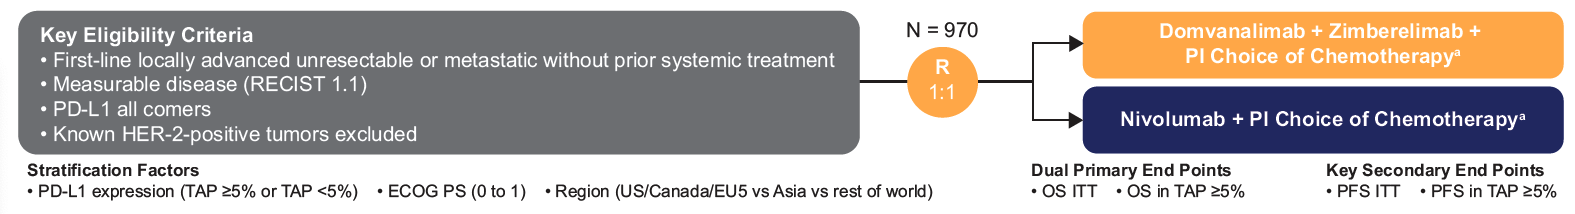 Key Eligibility Criteria
• First-line locally advanced unresectable or metastatic without prior systemic treatment
• Measurable disease (RECIST 1.1)
• PD-L1 all comers
• Known HER-2-positive tumors excluded
N = 970
R
1:1
Domvanalimab + Zimberelimab +
PI Choice of Chemotherapyᵃ
Nivolumab + PI Choice of Chemotherapyᵃ
Stratification Factors
• PD-L1 expression (TAP ≥5% or TAP <5%) • ECOG PS (0 to 1) • Region (US/Canada/EU5 vs Asia vs rest of world)
Dual Primary End Points
• OS ITT • OS in TAP ≥5%
Key Secondary End Points
• PFS ITT • PFS in TAP ≥5%